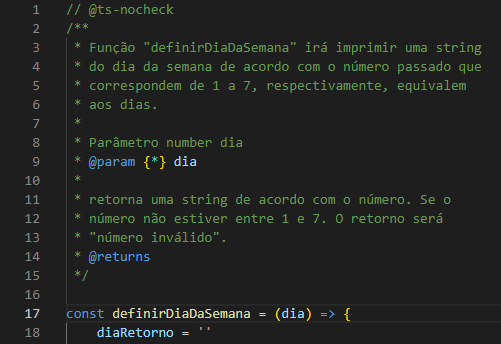 1 // @ts-nocheck
2 /**
3 * Função "definirDiaDaSemana" irá imprimir uma string
4 * do dia da semana de acordo com o número passado que
5 * correspondem de 1 a 7, respectivamente, equivalem
6 * aos dias.
7 *
8 * Parâmetro number dia
9 * @param {*} dia
10 *
11 * retorna uma string de acordo com o número. Se o
12 * número não estiver entre 1 e 7. O retorno será
13 * "número inválido".
14 * @returns
15 */
16
17 const definirDiaDaSemana = (dia) => {
18 diaRetorno = ''